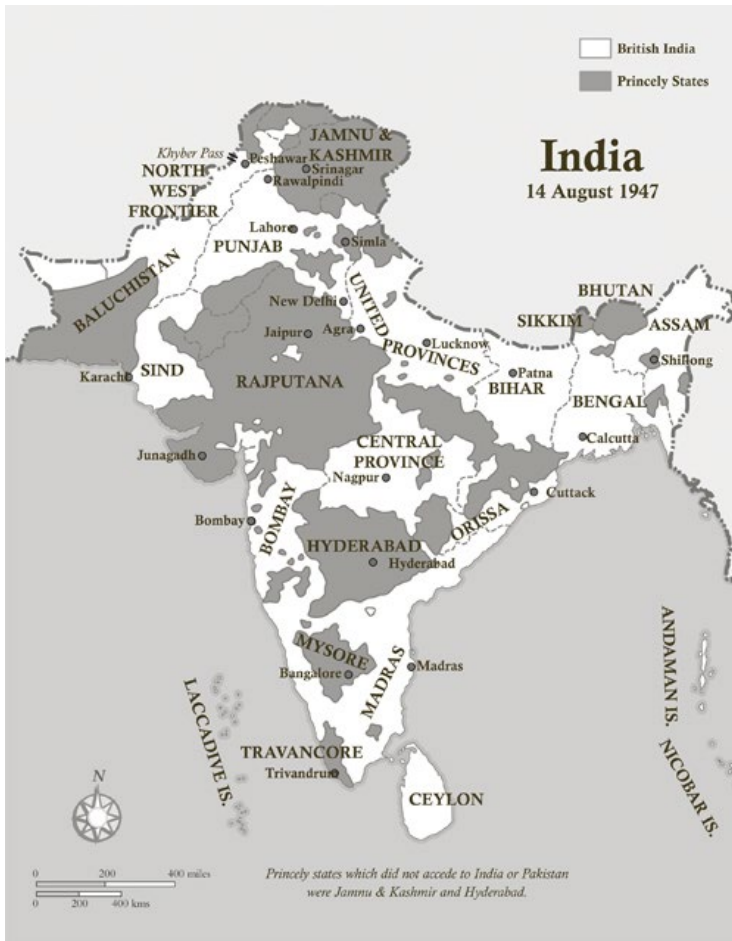 British India
Princely States
India
14 August 1947
Khyber Pass
NORTH
WEST
FRONTIER
Peshawar
JAMNU &
KASHMIR
Srinagar
Rawalpindi
Lahore
PUNJAB
Simla
BALUCHISTAN
New Delhi
UNITED
PROVINCES
BHUTAN
SIKKIM
ASSAM
Jaipur
Agra
Lucknow
Karachi
SIND
RAJPUTANA
Patna
BIHAR
Shillong
BENGAL
Junagadh
CENTRAL
PROVINCE
Nagpur
Calcutta
Cuttack
Bombay
BOMBAY
ORISSA
HYDERABAD
Hyderabad
MYSORE
Bangalore
MADRAS
Madras
ANDAMAN IS.
LACCADIVE IS.
NICOBAR IS.
TRAVANCORE
Trivandrum
CEYLON
N
0 200 400 miles
0 200 400 kms
Princely states which did not accede to India or Pakistan
were Jamnu & Kashmir and Hyderabad.